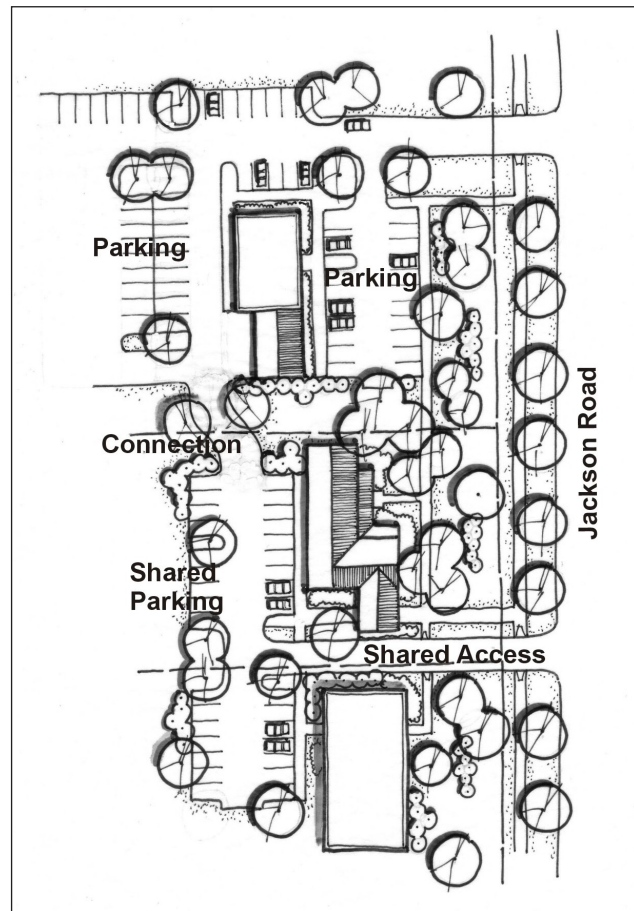 Parking
Parking
Connection
Jackson Road
Shared
Parking
Shared Access